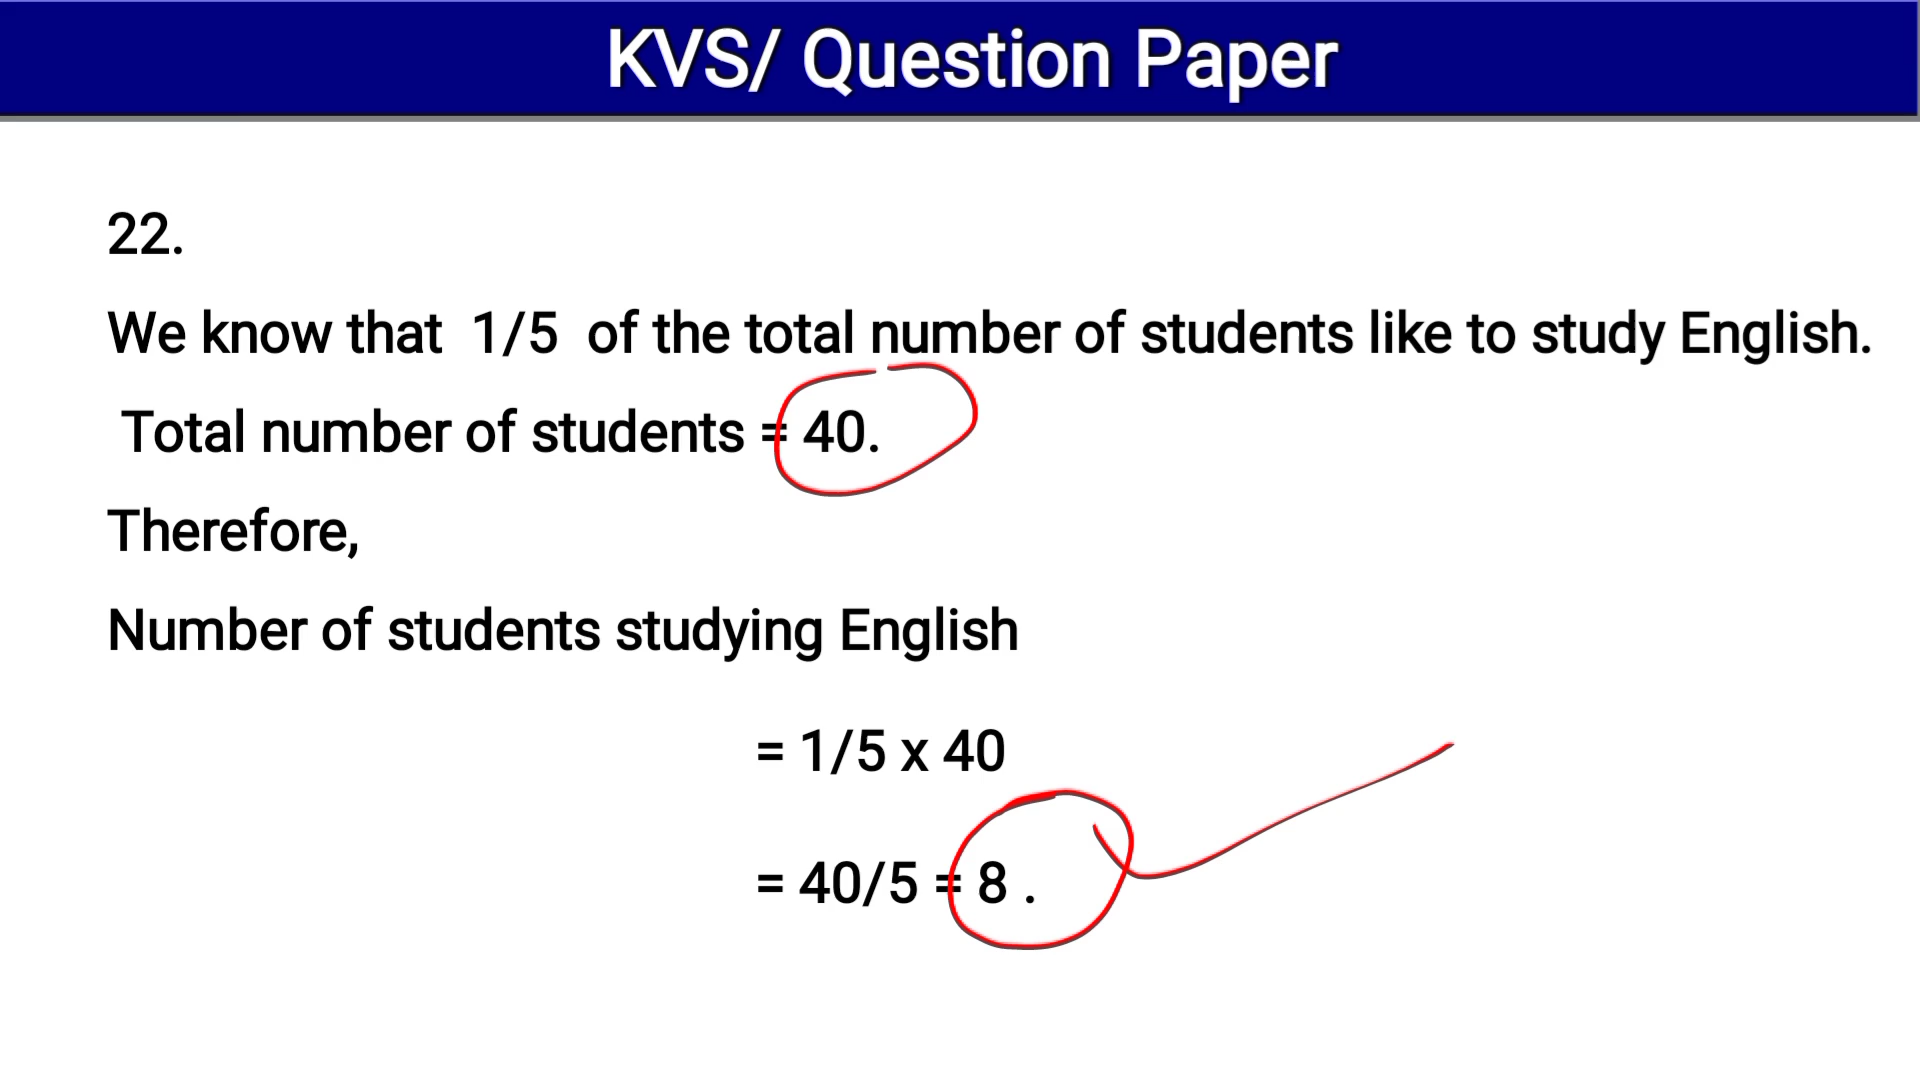 KVS/ Question Paper
22.
We know that 1/5 of the total number of students like to study English.
Total number of students = 40.
Therefore,
Number of students studying English
= 1/5 x 40
= 40/5 = 8 .